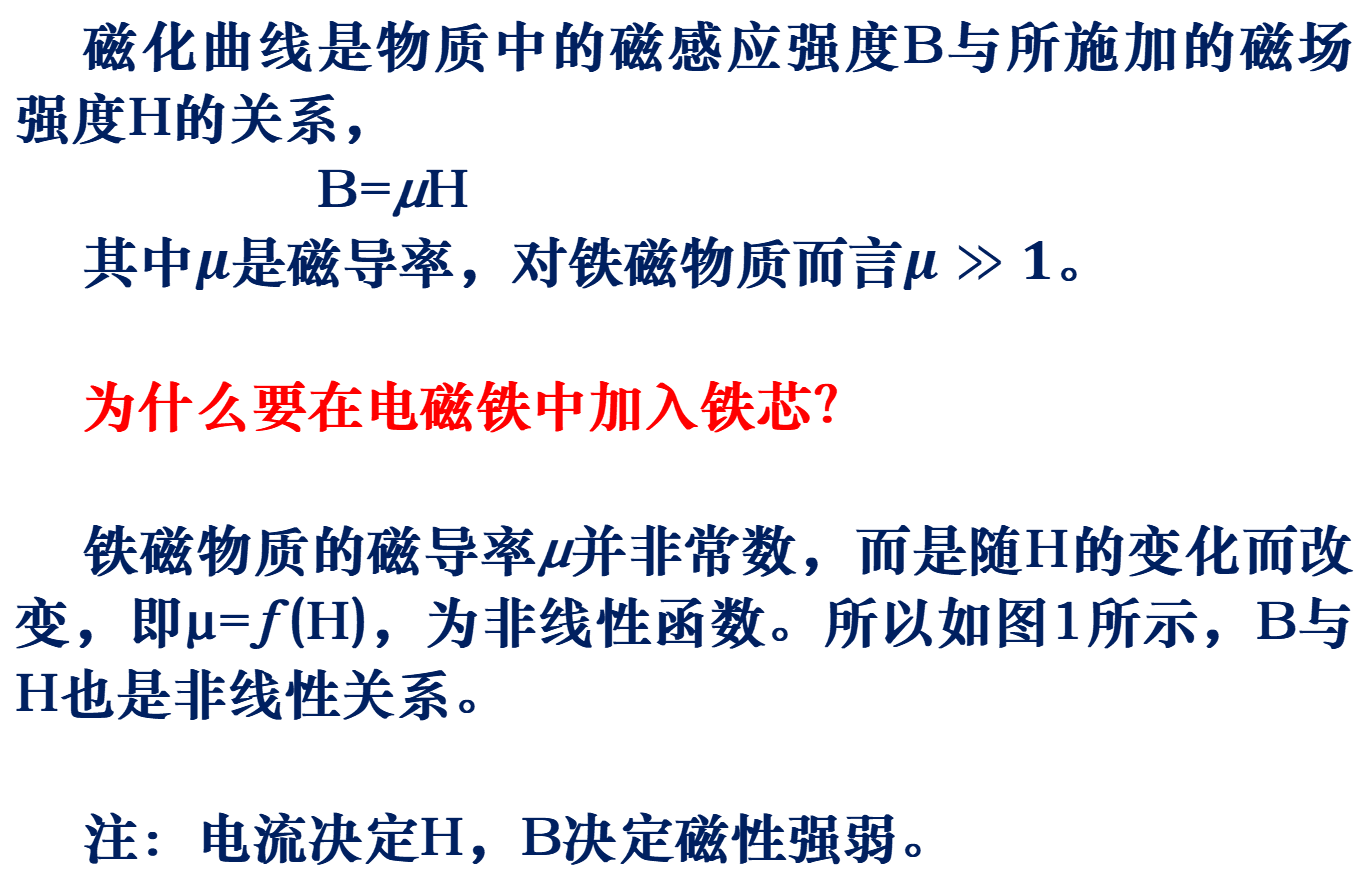 磁化曲线是物质中的磁感应强度B与所施加的磁场
强度H的关系，
B=μH
其中μ是磁导率，对铁磁物质而言μ ≫ 1。
为什么要在电磁铁中加入铁芯？
铁磁物质的磁导率μ并非常数，而是随H的变化而改
变，即μ=f(H)，为非线性函数。所以如图1所示，B与
H也是非线性关系。
注：电流决定H，B决定磁性强弱。